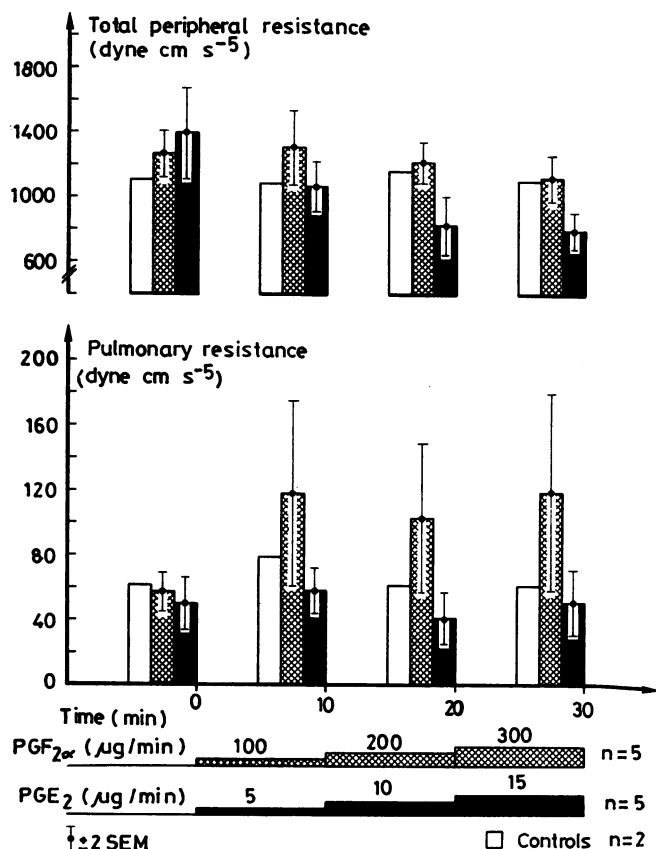 Total peripheral resistance
(dyne cm s⁻⁵)
1800
1400
1000
600
Pulmonary resistance
(dyne cm s⁻⁵)
200
160
120
80
40
0
0 10 20 30
Time (min)
100 200 300
PGF₂α (µg/min) n=5
5 10 15
PGE₂ (µg/min) n=5
±2 SEM Controls n=2